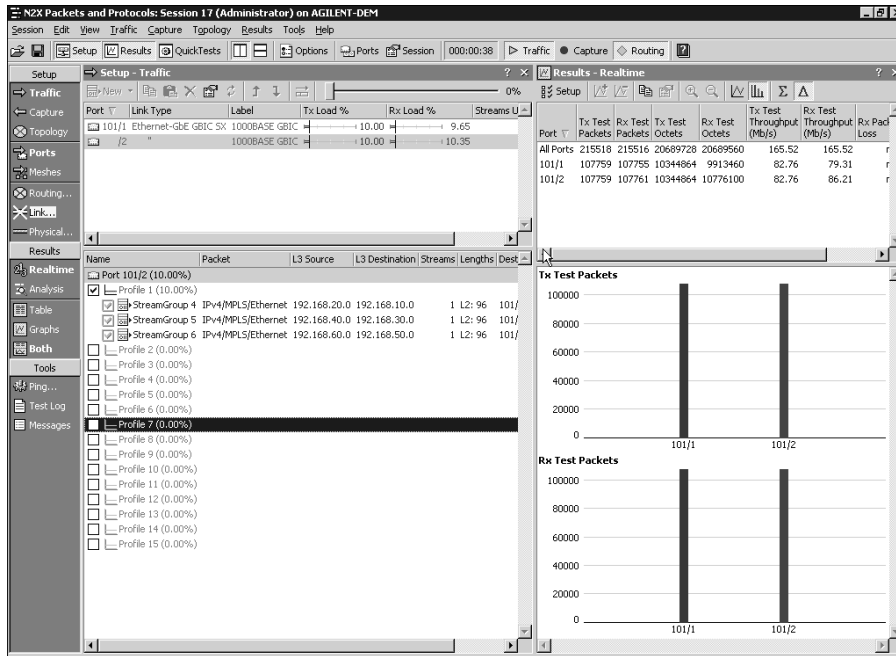 N2X Packets and Protocols: Session 17 (Administrator) on AGILENT-DEM
Session Edit View Traffic Capture Topology Results Tools Help
Setup Results QuickTests Options Ports Session 000:00:38 Traffic Capture Routing
Setup
Traffic
Capture
Topology
Ports
Meshes
Routing...
Link...
Physical...
Results
Realtime
Analysis
Table
Graphs
Both
Tools
Ping...
Test Log
Messages
Setup - Traffic
New 0%
Port Link Type Label Tx Load % Rx Load % Streams U
101/1 Ethernet-GbE GBIC SX 1000BASE GBIC 10.00 9.65
/2 " 1000BASE GBIC 10.00 10.35
Name Packet L3 Source L3 Destination Streams Lengths Dest
Port 101/2 (10.00%)
Profile 1 (10.00%)
StreamGroup 4 IPv4/MPLS/Ethernet 192.168.20.0 192.168.10.0 1 L2: 96 101/
StreamGroup 5 IPv4/MPLS/Ethernet 192.168.40.0 192.168.30.0 1 L2: 96 101/
StreamGroup 6 IPv4/MPLS/Ethernet 192.168.60.0 192.168.50.0 1 L2: 96 101/
Profile 2 (0.00%)
Profile 3 (0.00%)
Profile 4 (0.00%)
Profile 5 (0.00%)
Profile 6 (0.00%)
Profile 7 (0.00%)
Profile 8 (0.00%)
Profile 9 (0.00%)
Profile 10 (0.00%)
Profile 11 (0.00%)
Profile 12 (0.00%)
Profile 13 (0.00%)
Profile 14 (0.00%)
Profile 15 (0.00%)
Results - Realtime
Setup Σ Δ
Port Tx Test Packets Rx Test Packets Tx Test Octets Rx Test Octets Tx Test Throughput (Mb/s) Rx Test Throughput (Mb/s) Rx Pack Loss
All Ports 215518 215516 20689728 20689560 165.52 165.52 r
101/1 107759 107755 10344864 9913460 82.76 79.31 r
101/2 107759 107761 10344864 10776100 82.76 86.21 r
Tx Test Packets
100000
80000
60000
40000
20000
0
101/1 101/2
Rx Test Packets
100000
80000
60000
40000
20000
0
101/1 101/2